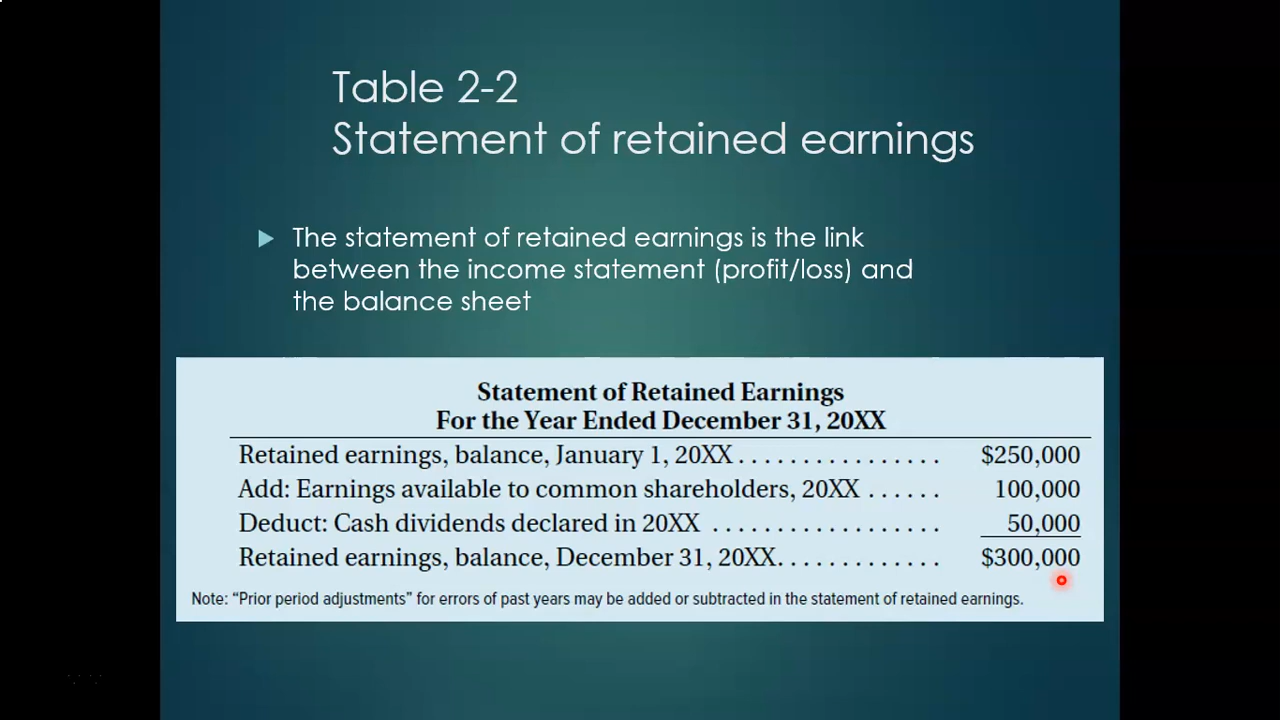 Table 2-2
Statement of retained earnings
The statement of retained earnings is the link
between the income statement (profit/loss) and
the balance sheet
Statement of Retained Earnings
For the Year Ended December 31, 20XX
Retained earnings, balance, January 1, 20XX................ $250,000
Add: Earnings available to common shareholders, 20XX ...... 100,000
Deduct: Cash dividends declared in 20XX .................. 50,000
Retained earnings, balance, December 31, 20XX............. $300,000
Note: “Prior period adjustments” for errors of past years may be added or subtracted in the statement of retained earnings.